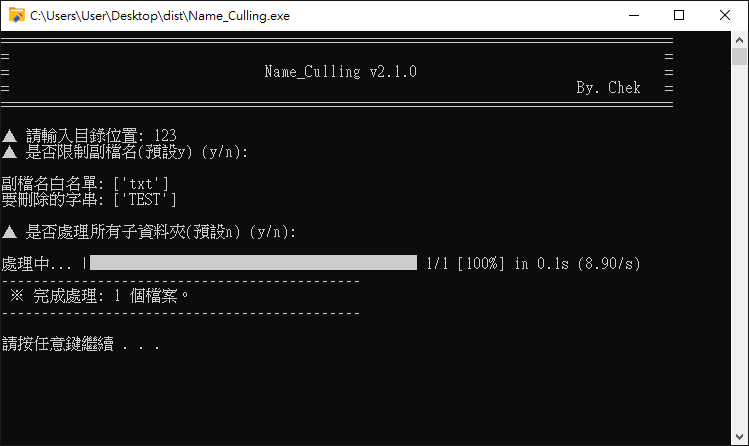 C:\Users\User\Desktop\dist\Name_Culling.exe
Name_Culling v2.1.0
By. Chek
▲ 請輸入目錄位置: 123
▲ 是否限制副檔名(預設y) (y/n):
副檔名白名單: ['txt']
要刪除的字串: ['TEST']
▲ 是否處理所有子資料夾(預設n) (y/n):
處理中... | 1/1 [100%] in 0.1s (8.90/s)
※ 完成處理: 1 個檔案。
請按任意鍵繼續 . . .